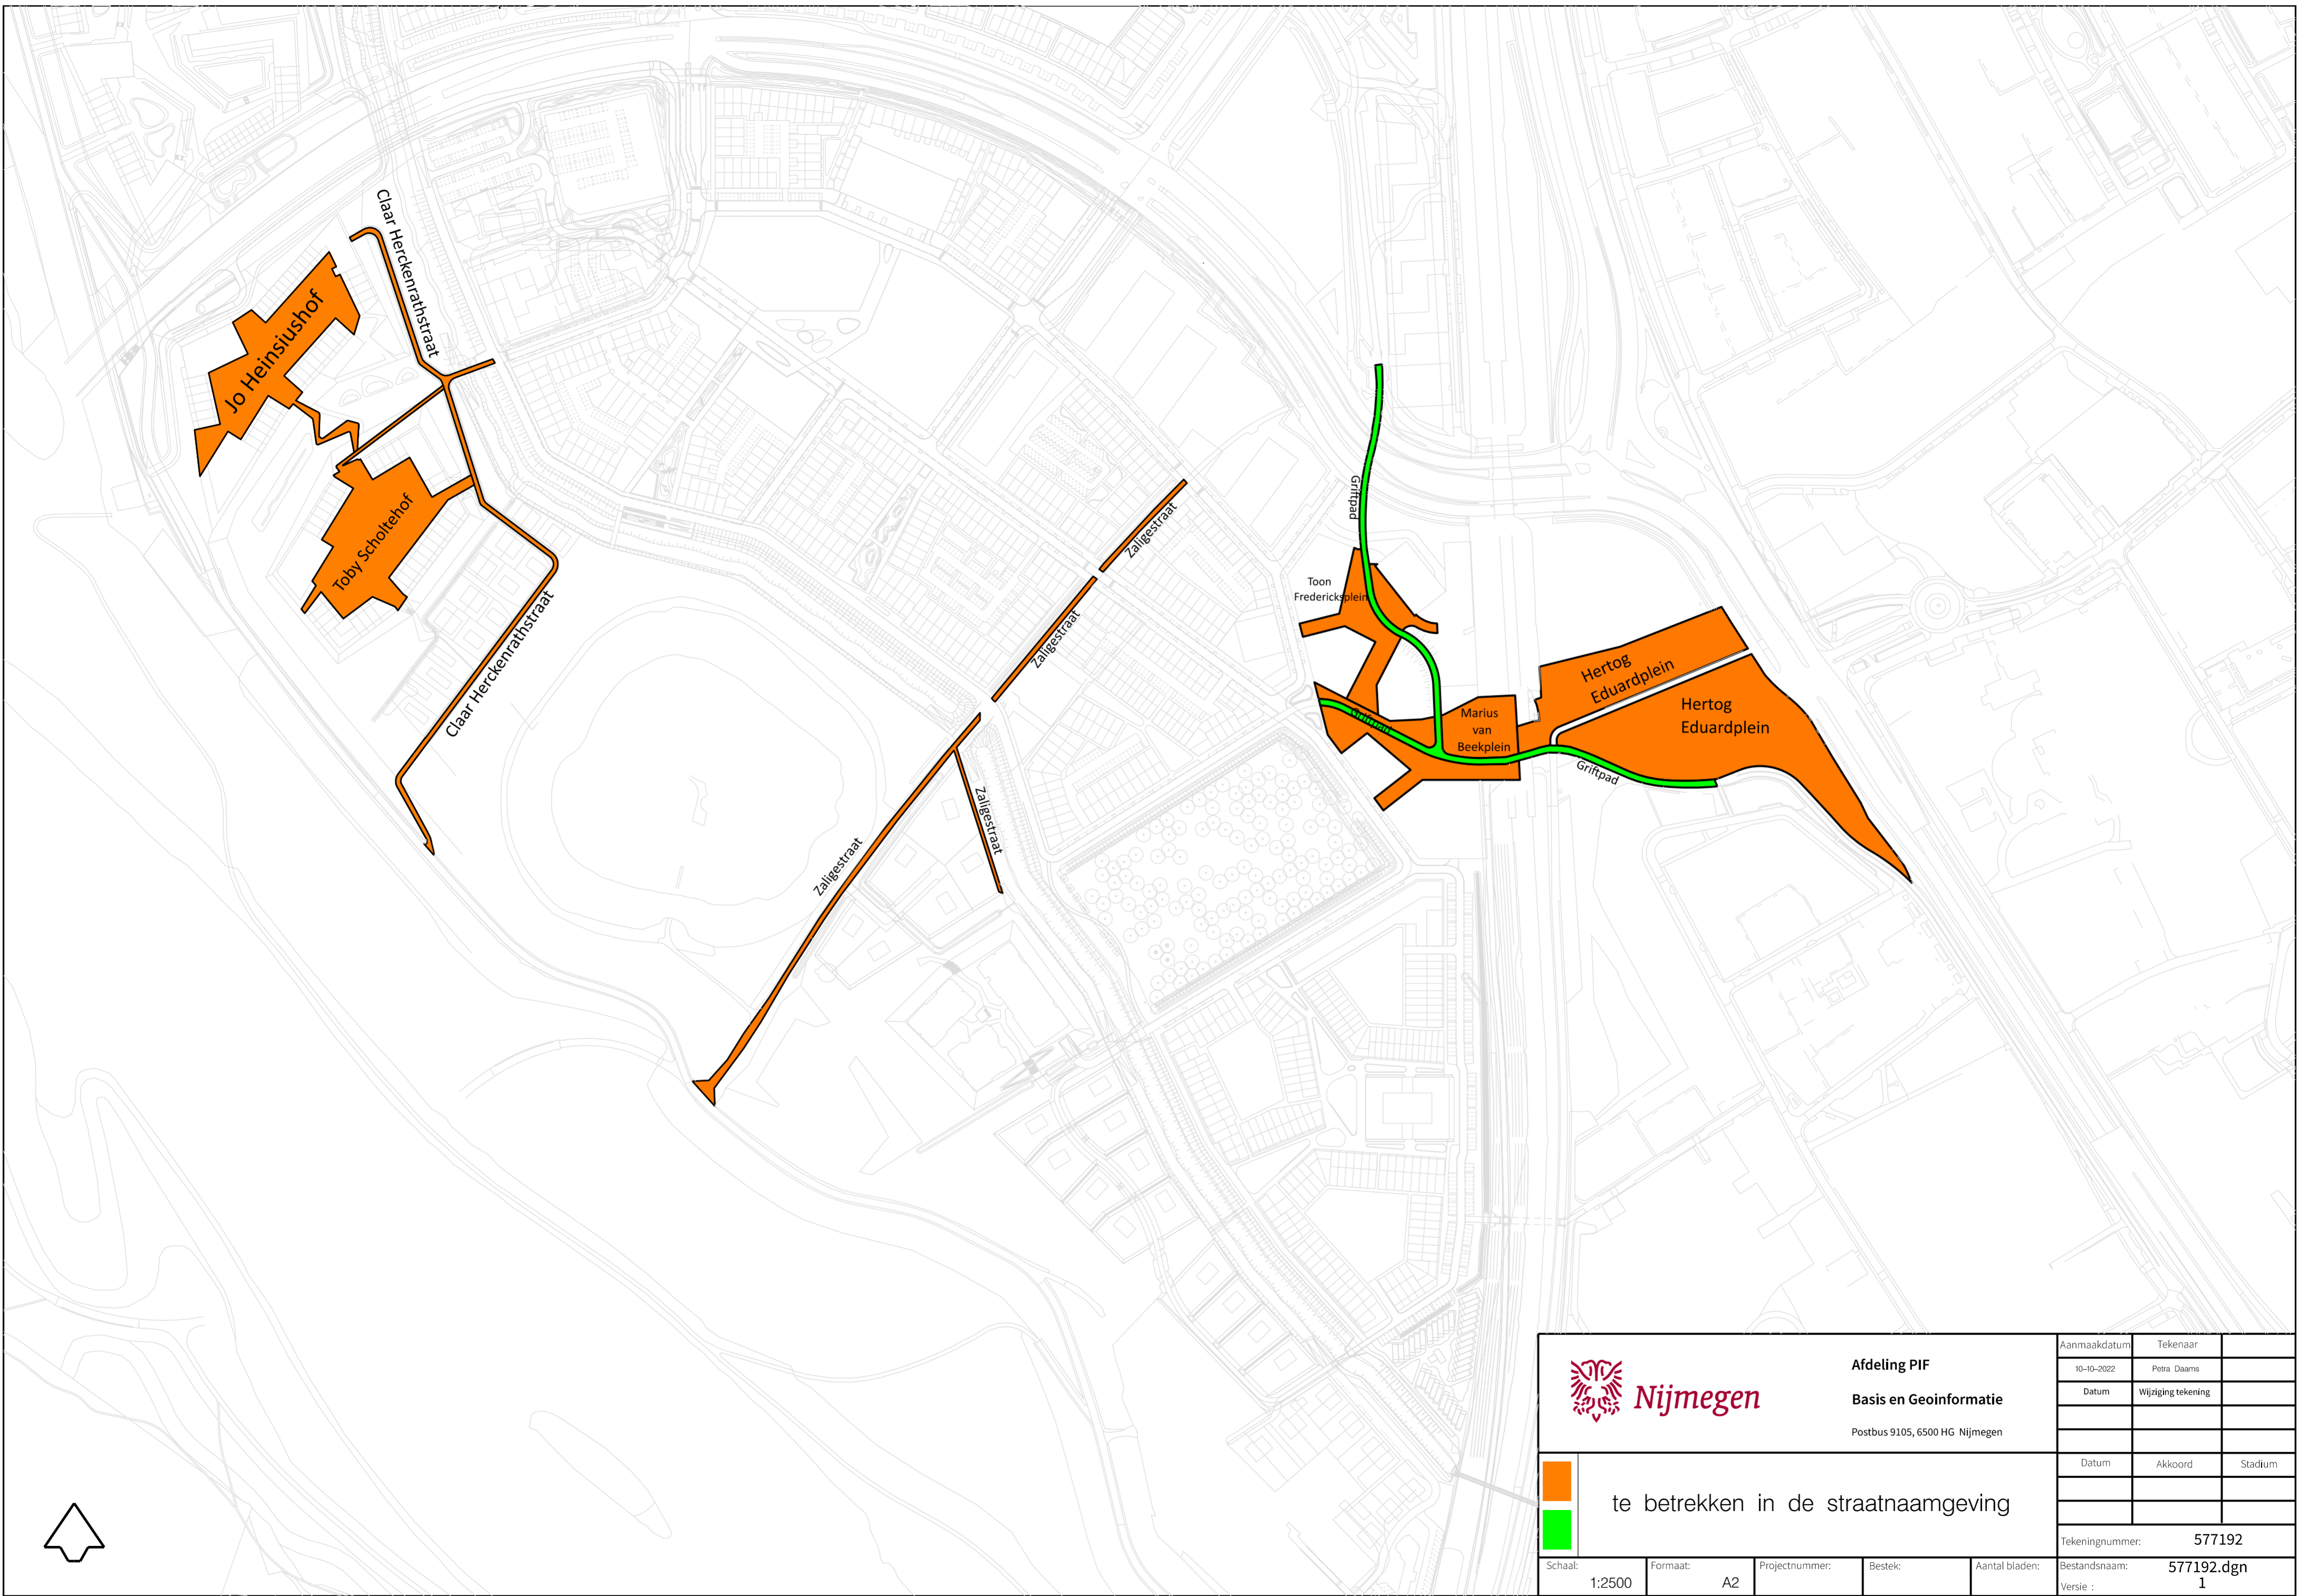 Claar Herckenrathstraat
Jo Heinsiushof
Toby Scholtehof
Claar Herckenrathstraat
Zaligestraat
Zaligestraat
Zaligestraat
Zaligestraat
Griftpad
Toon
Fredericksplein
Griftpad
Marius
van
Beekplein
Hertog
Eduardplein
Hertog
Eduardplein
Griftpad
Nijmegen
Afdeling PIF
Basis en Geoinformatie
Postbus 9105, 6500 HG Nijmegen
Aanmaakdatum Tekenaar
10-10-2022 Petra Daams
Datum Wijziging tekening
te betrekken in de straatnaamgeving
Datum Akkoord Stadium
Tekeningnummer: 577192
Schaal: Formaat: Projectnummer: Bestek: Aantal bladen: Bestandsnaam: 577192.dgn
1:2500 A2 Versie : 1